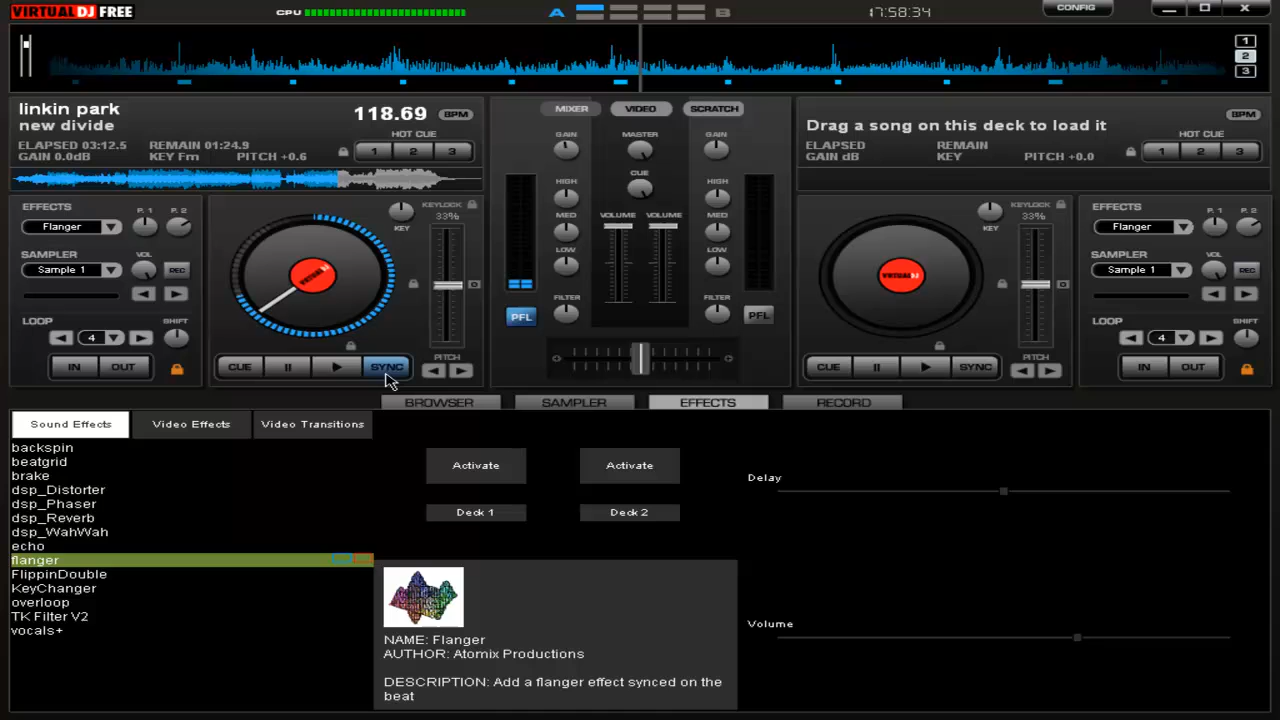 VIRTUAL DJ FREE
CPU
A
B
17:58:34
CONFIG
1
2
3
linkin park
new divide
118.69 BPM
ELAPSED 03:12.5 REMAIN 01:24.9
GAIN 0.0dB KEY Fm PITCH +0.6
HOT CUE
1 2 3
MIXER VIDEO SCRATCH
GAIN MASTER GAIN
HIGH CUE HIGH
MED VOLUME VOLUME MED
LOW LOW
FILTER FILTER
PFL PFL
Drag a song on this deck to load it
BPM
ELAPSED REMAIN
GAIN dB KEY PITCH +0.0
HOT CUE
1 2 3
EFFECTS P. 1 P. 2
Flanger
SAMPLER VOL
Sample 1 REC
LOOP SHIFT
4
IN OUT
KEYLOCK
33%
KEY
VIRTUAL DJ
CUE SYNC
PITCH
KEYLOCK
33%
KEY
VIRTUAL DJ
CUE SYNC
PITCH
EFFECTS P. 1 P. 2
Flanger
SAMPLER VOL
Sample 1 REC
LOOP SHIFT
4
IN OUT
BROWSER SAMPLER EFFECTS RECORD
Sound Effects Video Effects Video Transitions
backspin
beatgrid
brake
dsp_Distorter
dsp_Phaser
dsp_Reverb
dsp_WahWah
echo
flanger
FlippinDouble
KeyChanger
overloop
TK Filter V2
vocals+
Activate Activate
Deck 1 Deck 2
Delay
Volume
NAME: Flanger
AUTHOR: Atomix Productions
DESCRIPTION: Add a flanger effect synced on the
beat